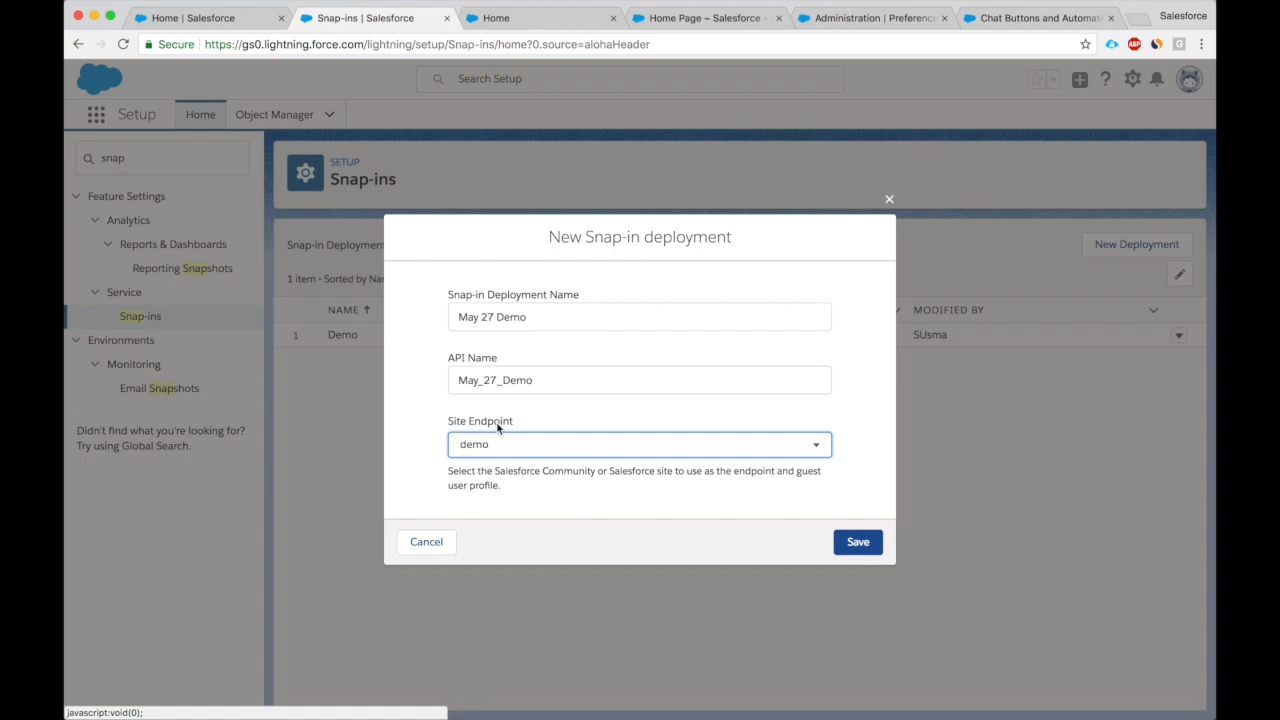 Home | Salesforce
Snap-ins | Salesforce
Home
Home Page ~ Salesforce -
Administration | Preferenc
Chat Buttons and Automat
Salesforce
Secure
https://gs0.lightning.force.com/lightning/setup/Snap-ins/home?0.source=alohaHeader
ABP
G
Search Setup
Setup
Home
Object Manager
snap
Feature Settings
Analytics
Reports & Dashboards
Reporting Snapshots
Service
Snap-ins
Environments
Monitoring
Email Snapshots
Didn't find what you're looking for?
Try using Global Search.
SETUP
Snap-ins
Snap-in Deployment
New Deployment
1 item • Sorted by Na
NAME
MODIFIED BY
1
Demo
SUsma
New Snap-in deployment
Snap-in Deployment Name
May 27 Demo
API Name
May_27_Demo
Site Endpoint
demo
Select the Salesforce Community or Salesforce site to use as the endpoint and guest
user profile.
Cancel
Save
javascript:void(0);